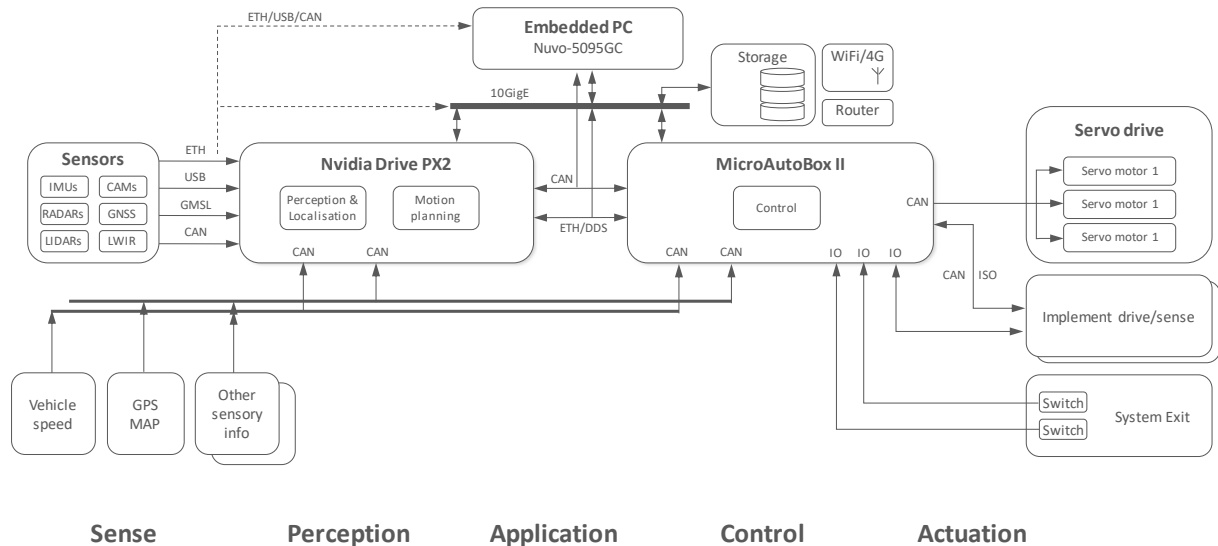 ETH/USB/CAN
Embedded PC
Nuvo-5095GC
Storage
WiFi/4G
Router
10GigE
Sensors
IMUs
CAMs
RADARs
GNSS
LIDARs
LWIR
ETH
USB
GMSL
CAN
Nvidia Drive PX2
Perception &
Localisation
Motion
planning
CAN
CAN
CAN
ETH/DDS
MicroAutoBox II
Control
CAN
CAN
CAN
IO
IO
IO
Servo drive
Servo motor 1
Servo motor 1
Servo motor 1
CAN
ISO
Implement drive/sense
Switch
Switch
System Exit
Vehicle
speed
GPS
MAP
Other
sensory
info
Sense
Perception
Application
Control
Actuation